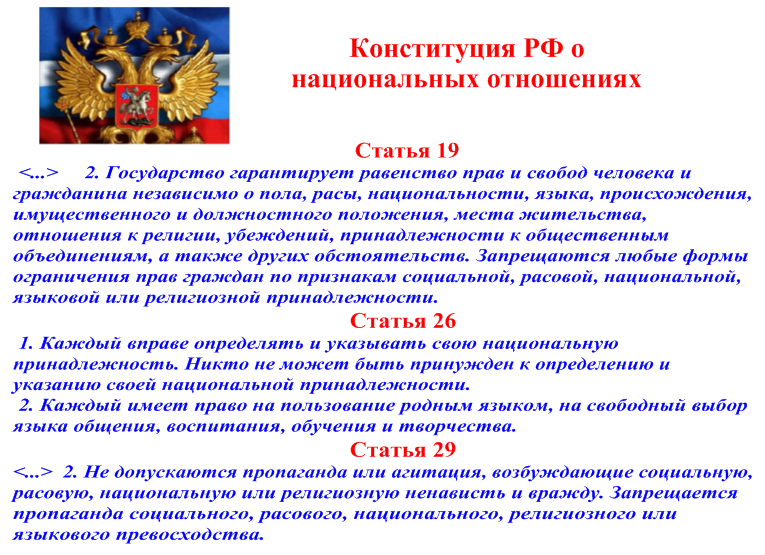 Конституция РФ о
национальных отношениях
Статья 19
<...> 2. Государство гарантирует равенство прав и свобод человека и
гражданина независимо о пола, расы, национальности, языка, происхождения,
имущественного и должностного положения, места жительства,
отношения к религии, убеждений, принадлежности к общественным
объединениям, а также других обстоятельств. Запрещаются любые формы
ограничения прав граждан по признакам социальной, расовой, национальной,
языковой или религиозной принадлежности.
Статья 26
1. Каждый вправе определять и указывать свою национальную
принадлежность. Никто не может быть принужден к определению и
указанию своей национальной принадлежности.
2. Каждый имеет право на пользование родным языком, на свободный выбор
языка общения, воспитания, обучения и творчества.
Статья 29
<...> 2. Не допускаются пропаганда или агитация, возбуждающие социальную,
расовую, национальную или религиозную ненависть и вражду. Запрещается
пропаганда социального, расового, национального, религиозного или
языкового превосходства.